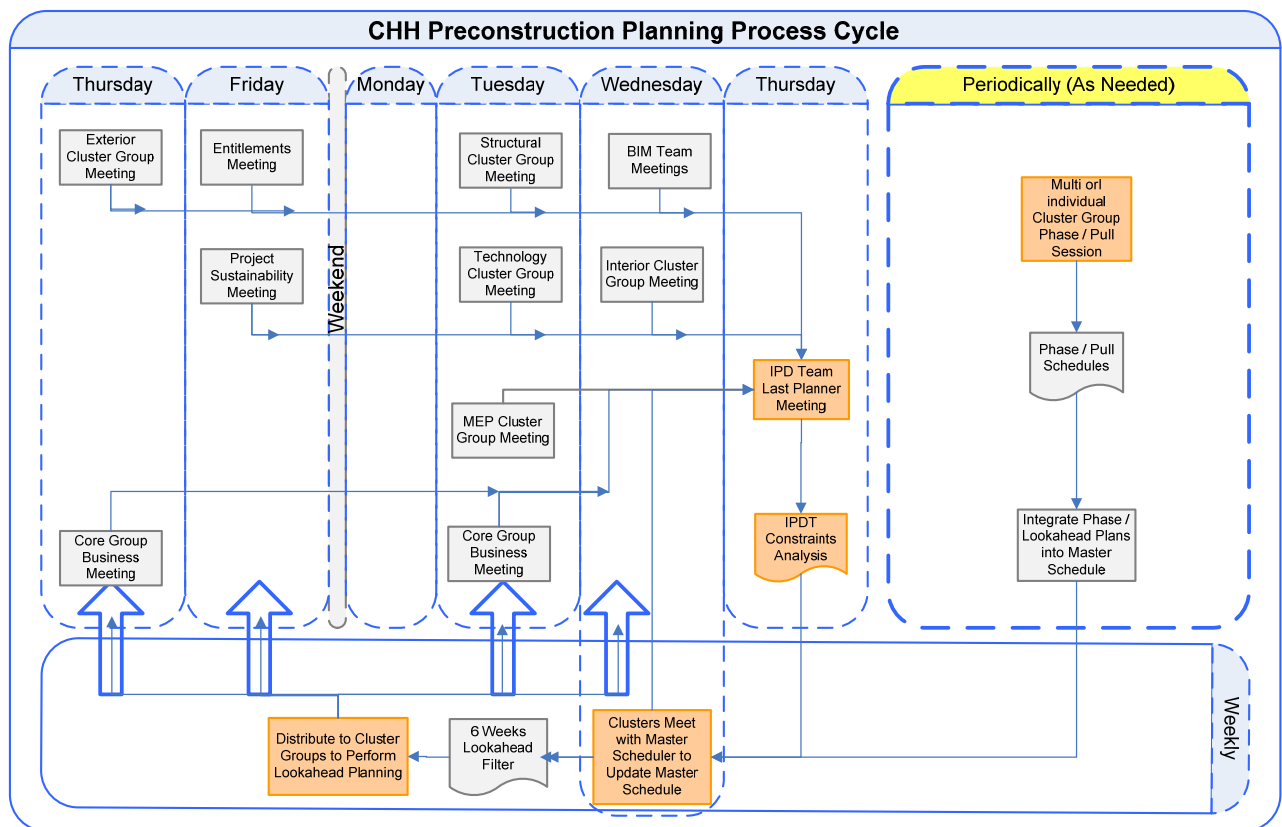 CHH Preconstruction Planning Process Cycle
Thursday
Friday
Monday
Tuesday
Wednesday
Thursday
Periodically (As Needed)
Weekend
Exterior
Cluster Group
Meeting
Entitlements
Meeting
Structural
Cluster Group
Meeting
BIM Team
Meetings
Multi orI
individual
Cluster Group
Phase / Pull
Session
Project
Sustainability
Meeting
Technology
Cluster Group
Meeting
Interior Cluster
Group Meeting
Phase / Pull
Schedules
IPD Team
Last Planner
Meeting
MEP Cluster
Group Meeting
Core Group
Business
Meeting
Core Group
Business
Meeting
IPDT
Constraints
Analysis
Integrate Phase /
Lookahead Plans
into Master
Schedule
Distribute to Cluster
Groups to Perform
Lookahead Planning
6 Weeks
Lookahead
Filter
Clusters Meet
with Master
Scheduler to
Update Master
Schedule
Weekly